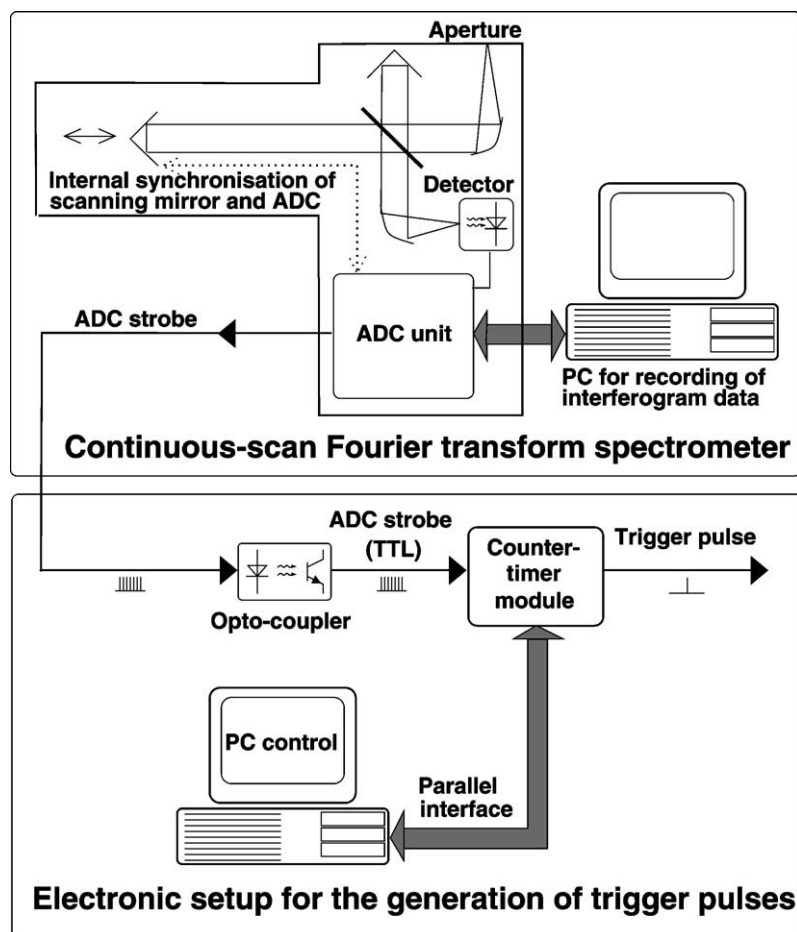 Aperture
Internal synchronisation of
scanning mirror and ADC
Detector
ADC strobe
ADC unit
PC for recording of
interferogram data
Continuous-scan Fourier transform spectrometer
ADC strobe
(TTL)
Counter-
timer
module
Trigger pulse
Opto-coupler
PC control
Parallel
interface
Electronic setup for the generation of trigger pulses